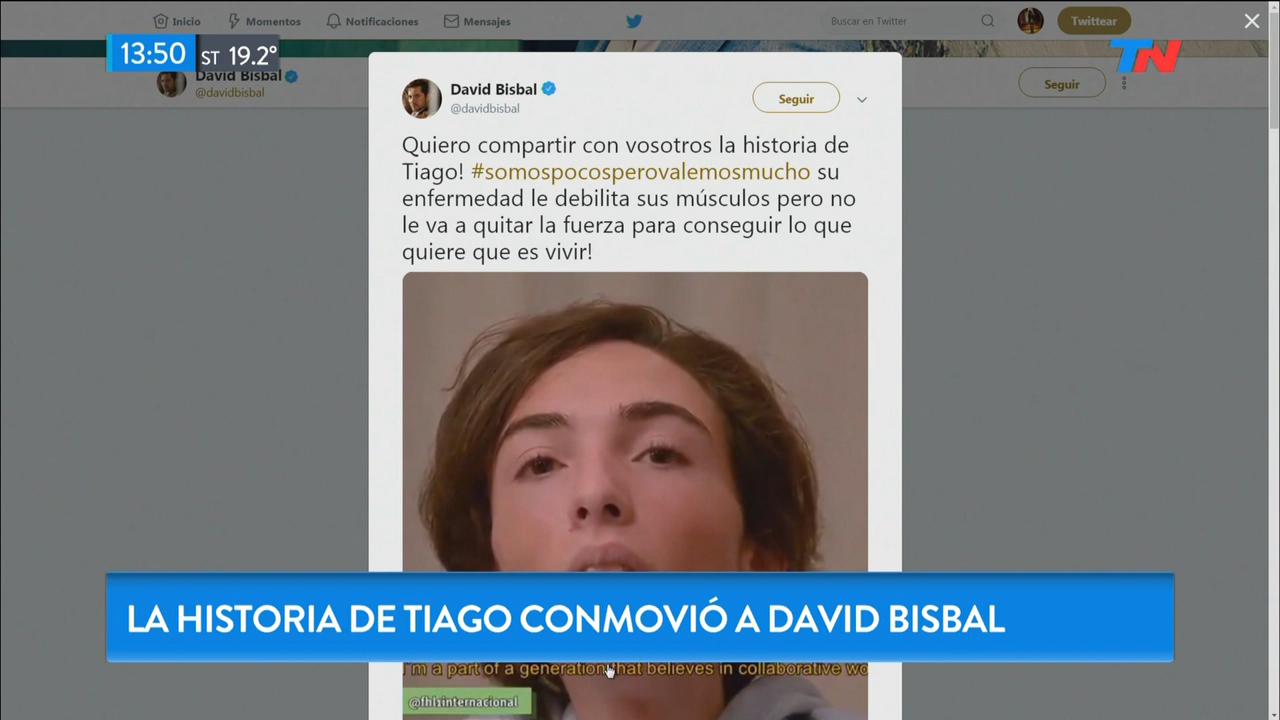 Inicio
Momentos
Notificaciones
Mensajes
Buscar en Twitter
Twittear
13:50 ST 19.2°
TN
David Bisbal
@davidbisbal
Seguir
David Bisbal
@davidbisbal
Seguir
Quiero compartir con vosotros la historia de
Tiago! #somospocosperovalemosmucho su
enfermedad le debilita sus músculos pero no
le va a quitar la fuerza para conseguir lo que
quiere que es vivir!
LA HISTORIA DE TIAGO CONMOVIÓ A DAVID BISBAL
I'm a part of a generation that believes in collaborative wo
@fhlsinternacional